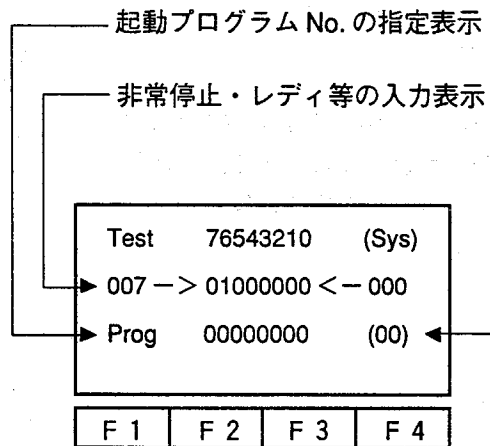 起動プログラム No. の指定表示
非常停止・レディ等の入力表示
Test 76543210 (Sys)
007 −> 01000000 <− 000
Prog 00000000 (00)
F 1 F 2 F 3 F 4